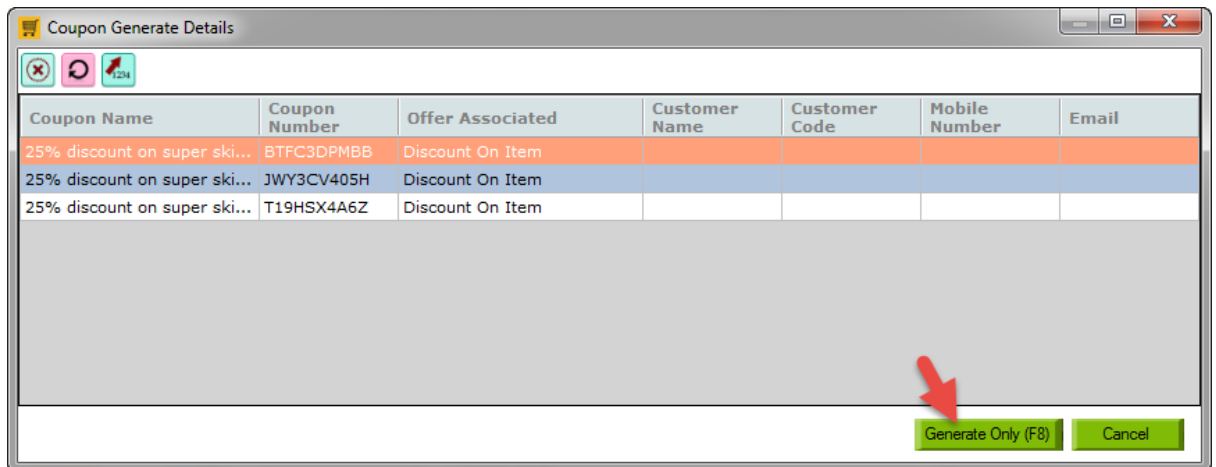 Coupon Generate Details
1234
Coupon Name Coupon Number Offer Associated Customer Name Customer Code Mobile Number Email
25% discount on super ski... BTFC3DPMBB Discount On Item
25% discount on super ski... JWY3CV405H Discount On Item
25% discount on super ski... T19HSX4A6Z Discount On Item
Generate Only (F8) Cancel